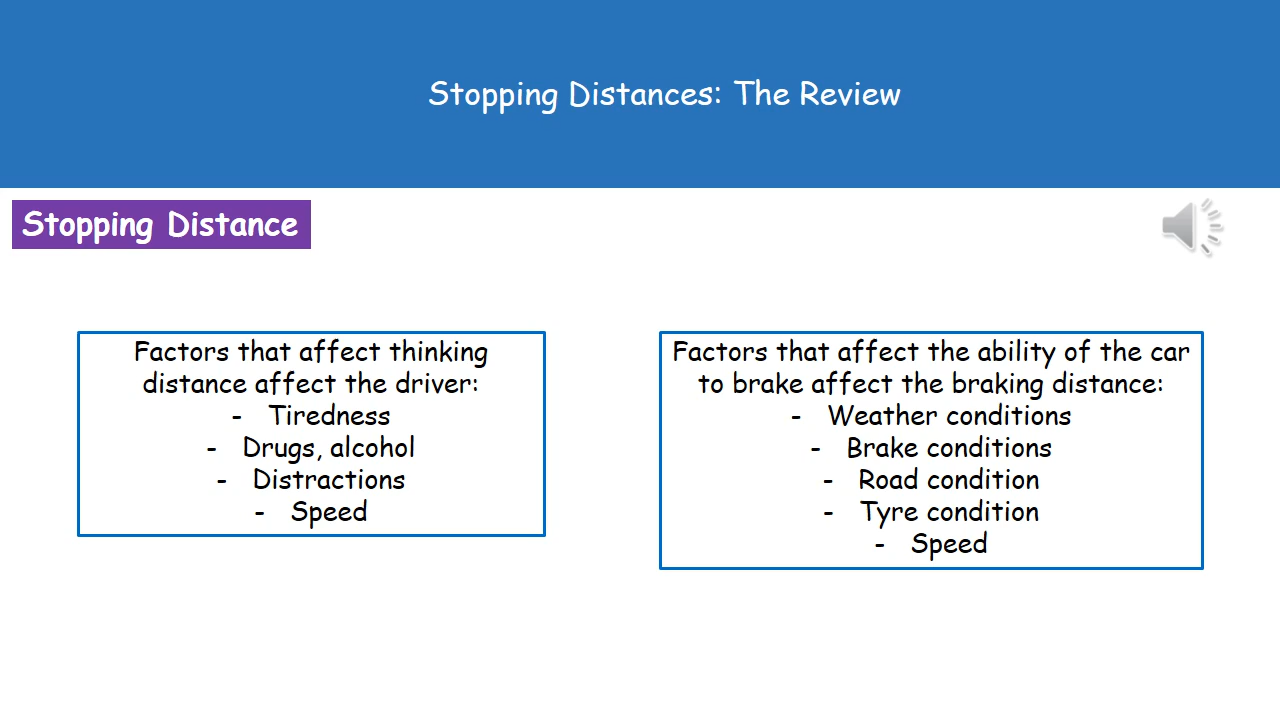 Stopping Distances: The Review
Stopping Distance
Factors that affect thinking
distance affect the driver:
- Tiredness
- Drugs, alcohol
- Distractions
- Speed
Factors that affect the ability of the car
to brake affect the braking distance:
- Weather conditions
- Brake conditions
- Road condition
- Tyre condition
- Speed